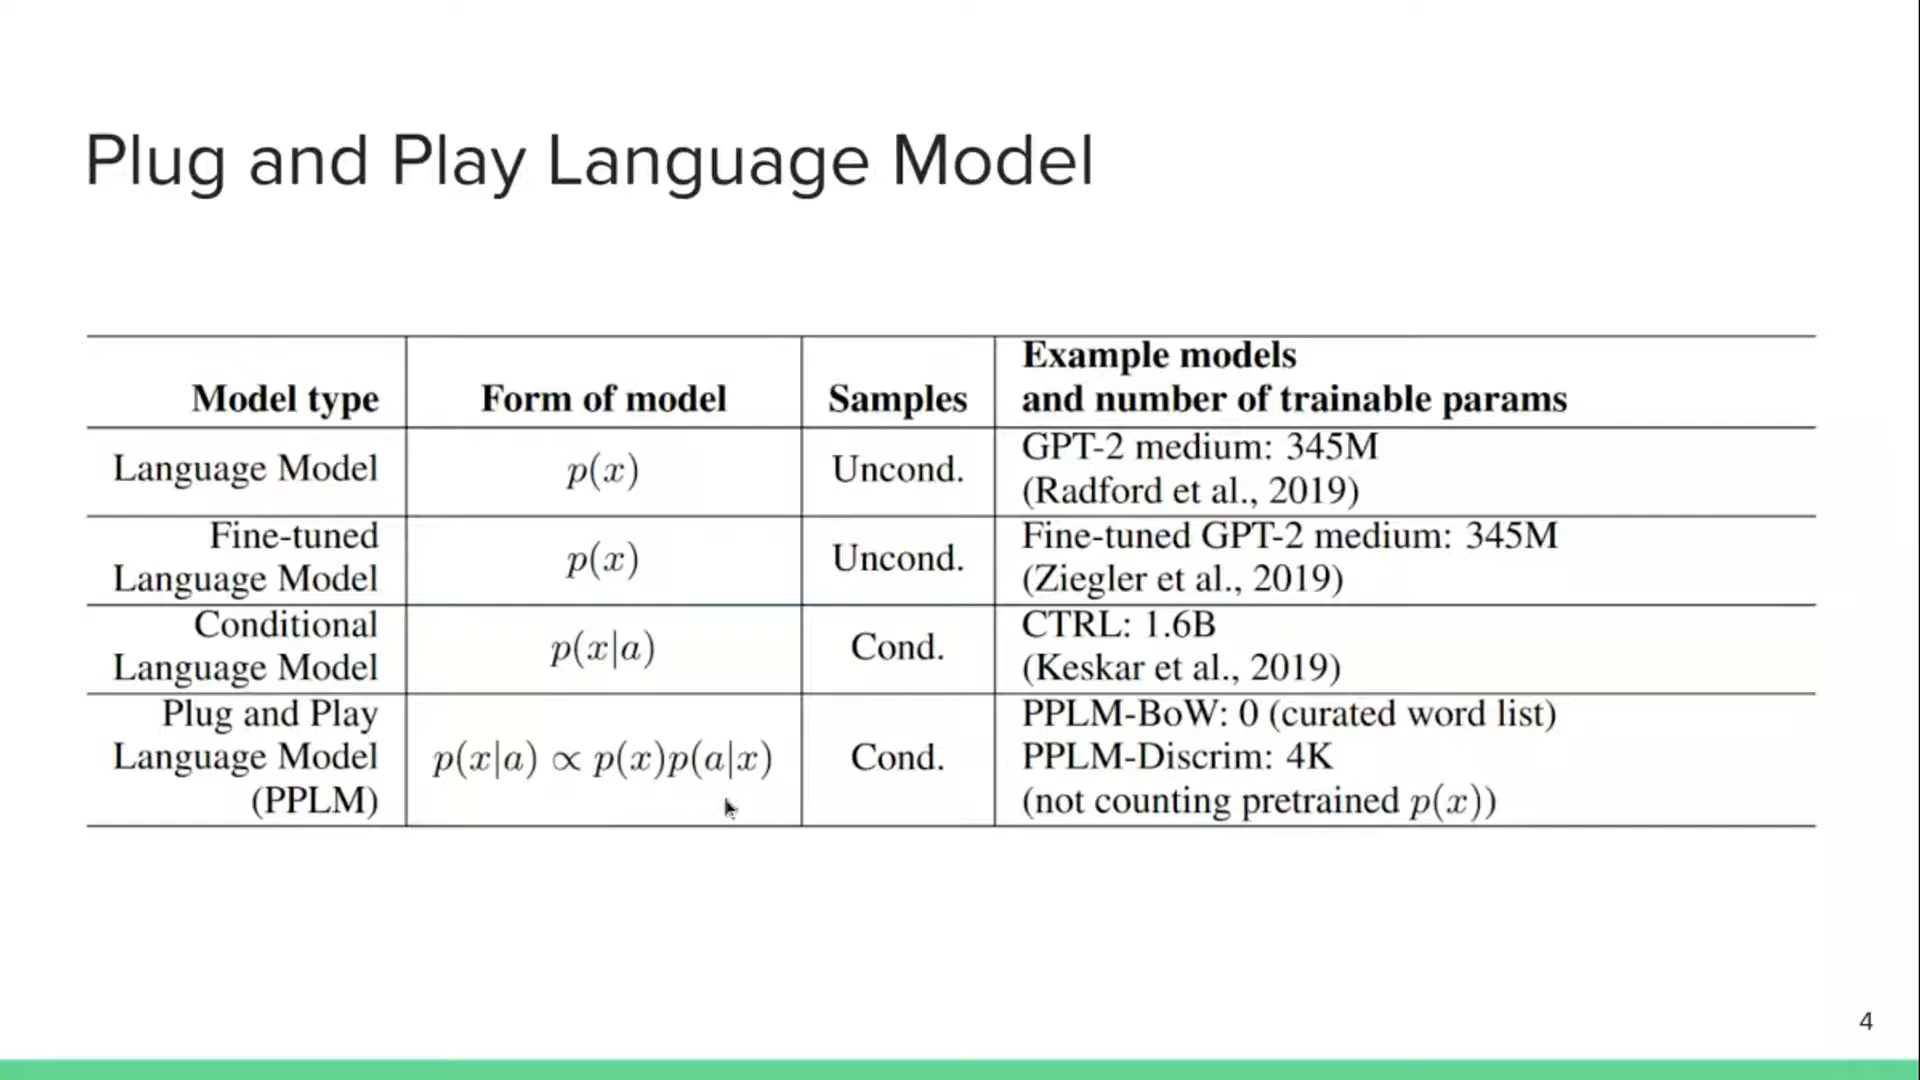 Plug and Play Language Model
Model type
Form of model
Samples
Example models
and number of trainable params
Language Model
p(x)
Uncond.
GPT-2 medium: 345M
(Radford et al., 2019)
Fine-tuned
Language Model
p(x)
Uncond.
Fine-tuned GPT-2 medium: 345M
(Ziegler et al., 2019)
Conditional
Language Model
p(x|a)
Cond.
CTRL: 1.6B
(Keskar et al., 2019)
Plug and Play
Language Model
(PPLM)
p(x|a) ∝ p(x)p(a|x)
Cond.
PPLM-BoW: 0 (curated word list)
PPLM-Discrim: 4K
(not counting pretrained p(x))
4